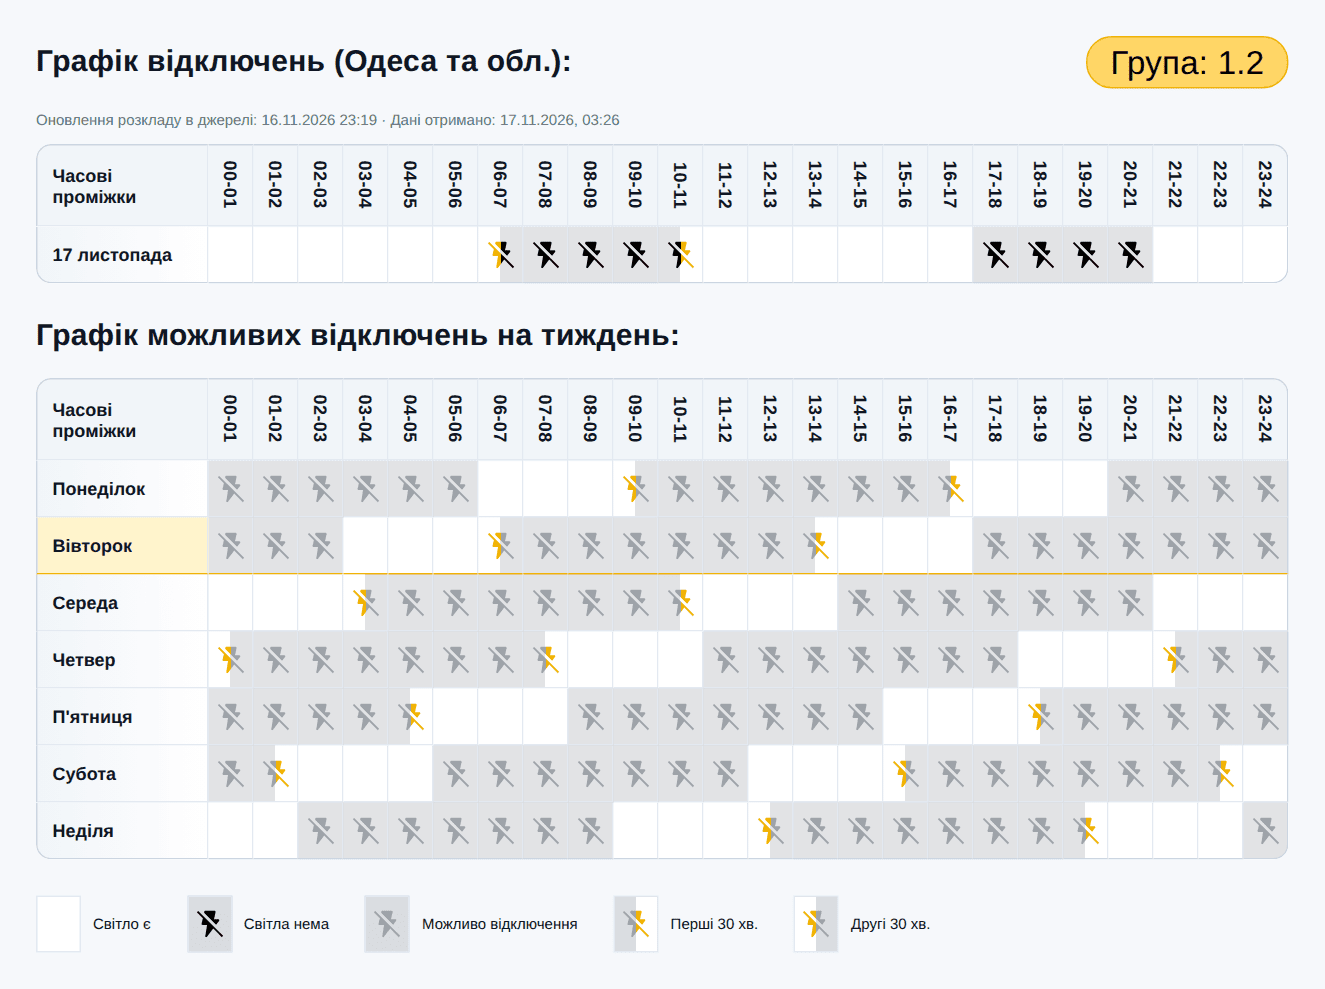 Графік відключень (Одеса та обл.):
Група: 1.2
Оновлення розкладу в джерелі: 16.11.2026 23:19 · Дані отримано: 17.11.2026, 03:26
Часові
проміжки
00-01 01-02 02-03 03-04 04-05 05-06 06-07 07-08 08-09 09-10 10-11 11-12 12-13 13-14 14-15 15-16 16-17 17-18 18-19 19-20 20-21 21-22 22-23 23-24
17 листопада
Графік можливих відключень на тиждень:
Часові
проміжки
00-01 01-02 02-03 03-04 04-05 05-06 06-07 07-08 08-09 09-10 10-11 11-12 12-13 13-14 14-15 15-16 16-17 17-18 18-19 19-20 20-21 21-22 22-23 23-24
Понеділок
Вівторок
Середа
Четвер
П'ятниця
Субота
Неділя
Світло є
Світла нема
Можливо відключення
Перші 30 хв.
Другі 30 хв.